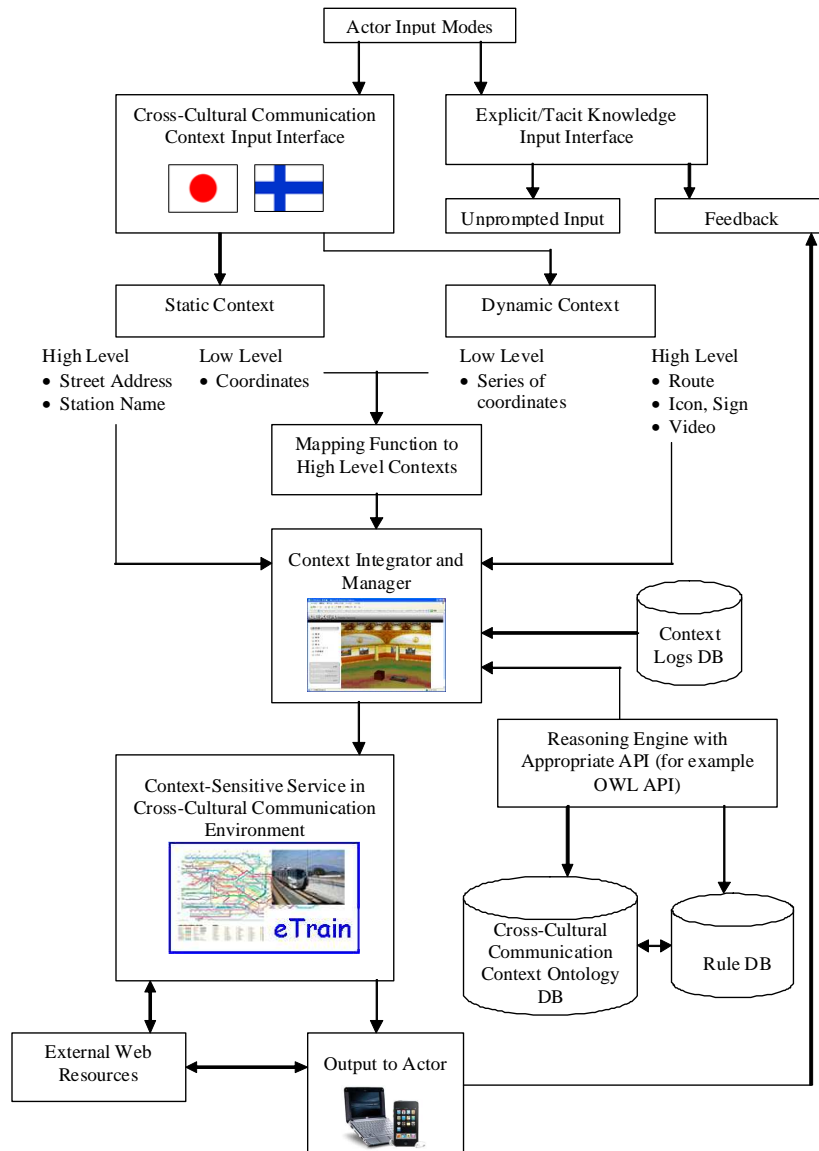 Actor Input Modes
Cross-Cultural Communication
Context Input Interface
Explicit/Tacit Knowledge
Input Interface
Unprompted Input
Feedback
Static Context
Dynamic Context
High Level
• Street Address
• Station Name
Low Level
• Coordinates
Low Level
• Series of
coordinates
High Level
• Route
• Icon, Sign
• Video
Mapping Function to
High Level Contexts
Context Integrator and
Manager
Context
Logs DB
Reasoning Engine with
Appropriate API (for example
OWL API)
Context-Sensitive Service in
Cross-Cultural Communication
Environment
eTrain
Cross-Cultural
Communication
Context Ontology
DB
Rule DB
External Web
Resources
Output to Actor